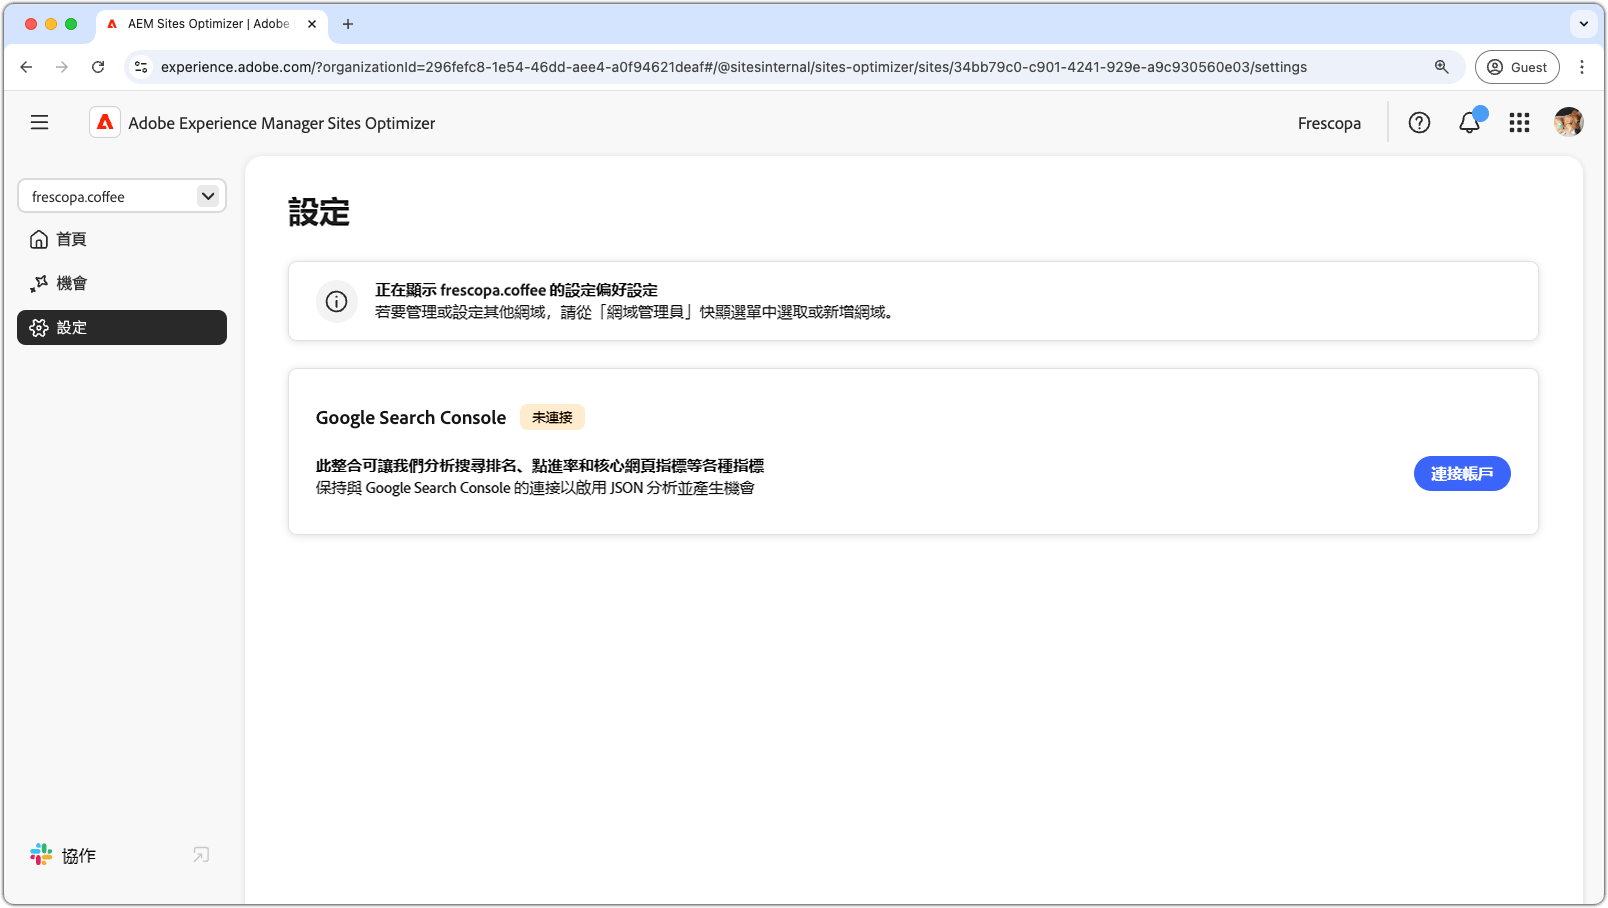 AEM Sites Optimizer | Adobe
experience.adobe.com/?organizationId=296fefc8-1e54-46dd-aee4-a0f94621deaf#/@sitesinternal/sites-optimizer/sites/34bb79c0-c901-4241-929e-a9c930560e03/settings
Guest
Adobe Experience Manager Sites Optimizer
Frescopa
frescopa.coffee
首頁
機會
設定
協作
設定
正在顯示 frescopa.coffee 的設定偏好設定
若要管理或設定其他網域，請從「網域管理員」快顯選單中選取或新增網域。
Google Search Console 未連接
此整合可讓我們分析搜尋排名、點進率和核心網頁指標等各種指標
保持與 Google Search Console 的連接以啟用 JSON 分析並產生機會
連接帳戶